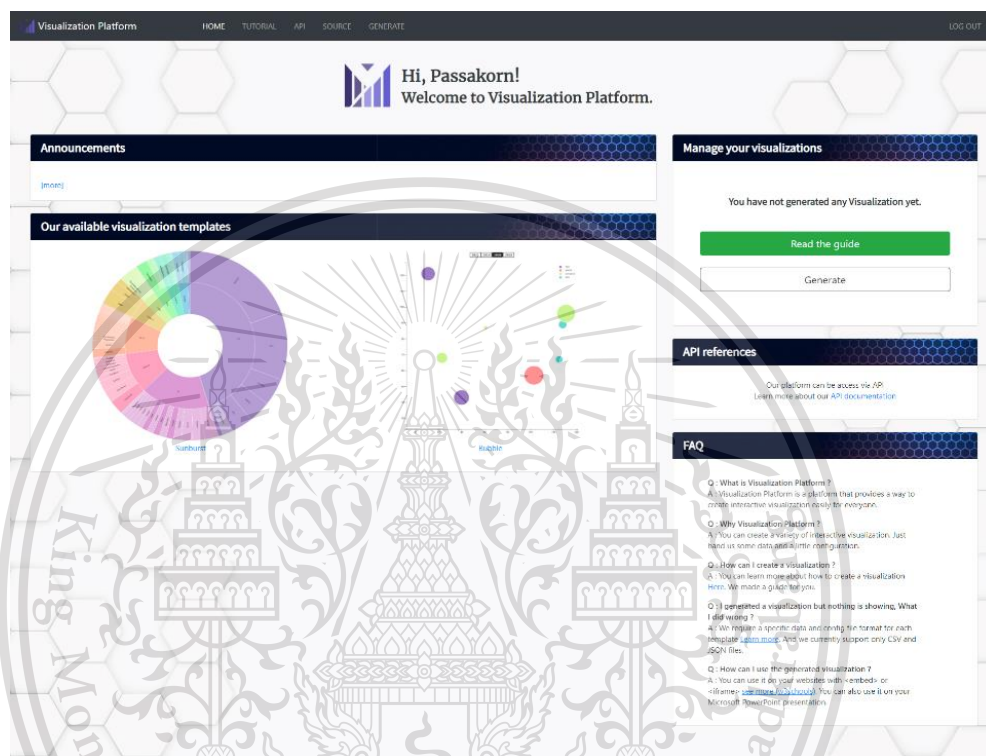 Visualization Platform
HOME
TUTORIAL
API
SOURCE
GENERATE
LOG OUT
Hi, Passakorn!
Welcome to Visualization Platform.
Announcements
(more)
Our available visualization templates
Sunburst
Bubble
Manage your visualizations
You have not generated any Visualization yet.
Read the guide
Generate
API references
Our platform can be access via API
Learn more about our API documentation
FAQ
Q : What is Visualization Platform ?
A : Visualization Platform is a platform that provides a way to
create interactive visualization easily for everyone.
Q : Why Visualization Platform ?
A : You can create a variety of interactive visualization. Just
hand us some data and a little configuration.
Q : How can I create a visualization ?
A : You can learn more about how to create a visualization
Here. We made a guide for you.
Q : I generated a visualization but nothing is showing, What
I did wrong ?
A : We require a specific data and config file format for each
template Learn more. And we currently support only CSV and
JSON files.
Q : How can I use the generated visualization ?
A : You can use it on your websites with <embed> or
<iframe> see more (w3schools). You can also use it on your
Microsoft PowerPoint presentation.